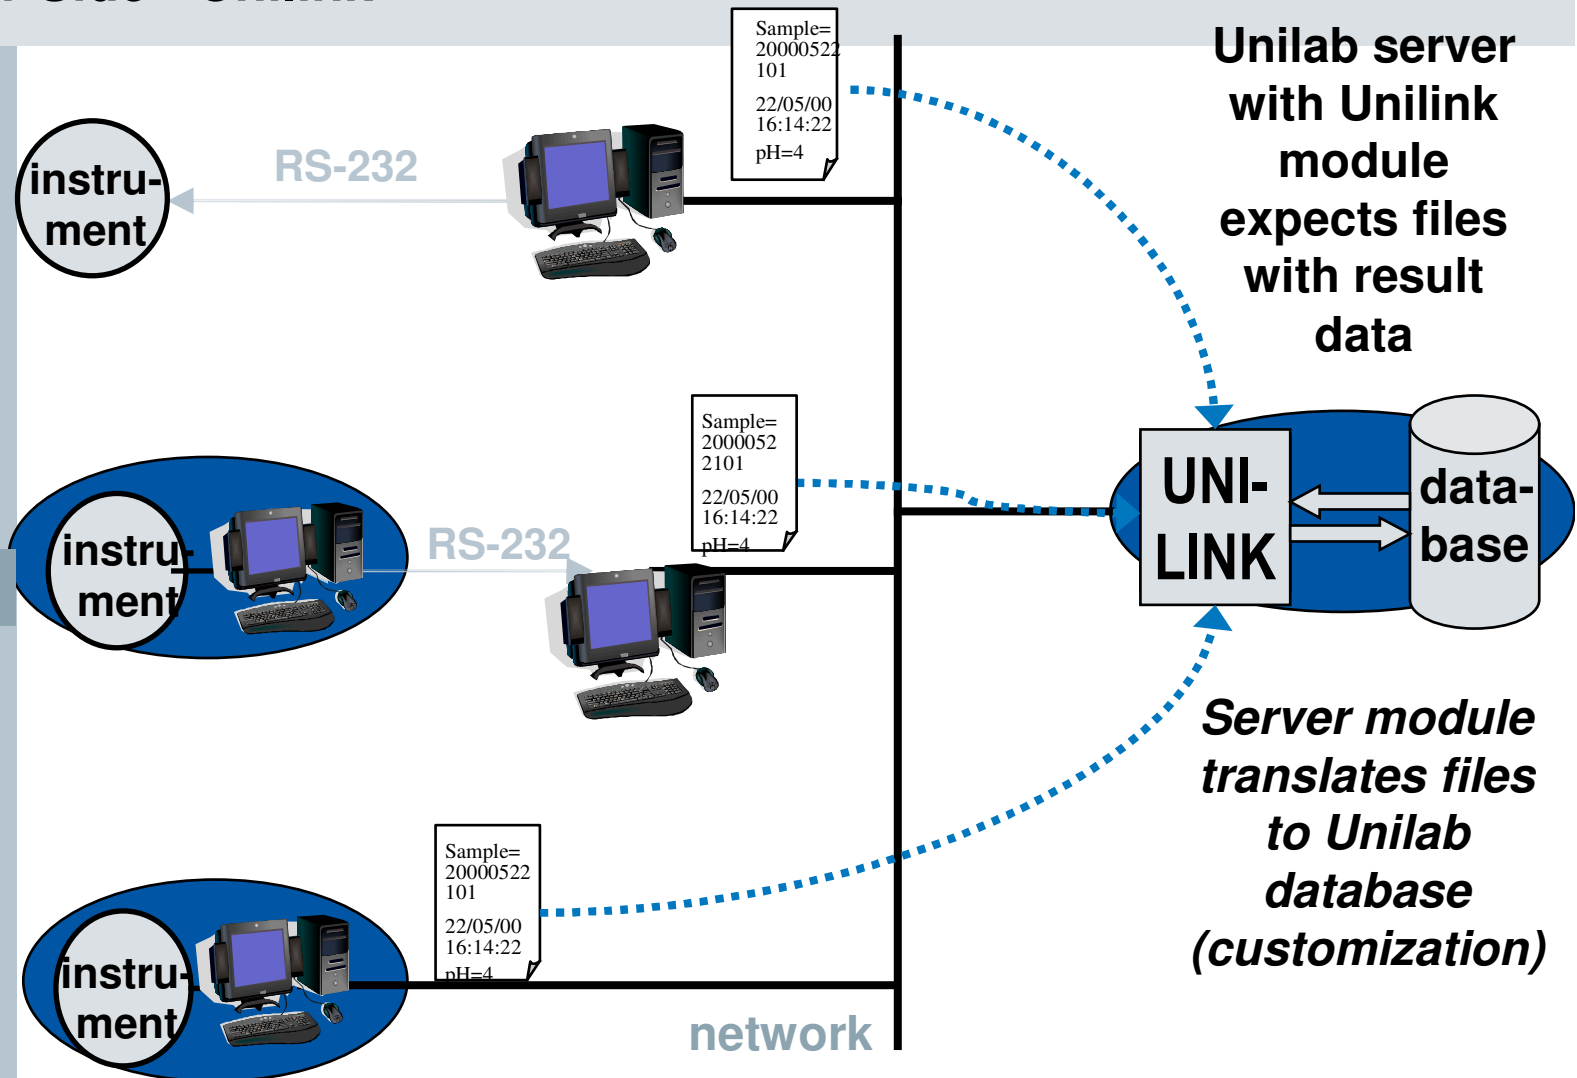 Sample=
20000522
101
22/05/00
16:14:22
pH=4
Unilab server
with Unilink
module
expects files
with result
data
instru-
ment
RS-232
Sample=
2000052
2101
22/05/00
16:14:22
pH=4
UNI-
LINK
data-
base
instru-
ment
RS-232
Server module
translates files
to Unilab
database
(customization)
Sample=
20000522
101
22/05/00
16:14:22
pH=4
instru-
ment
network